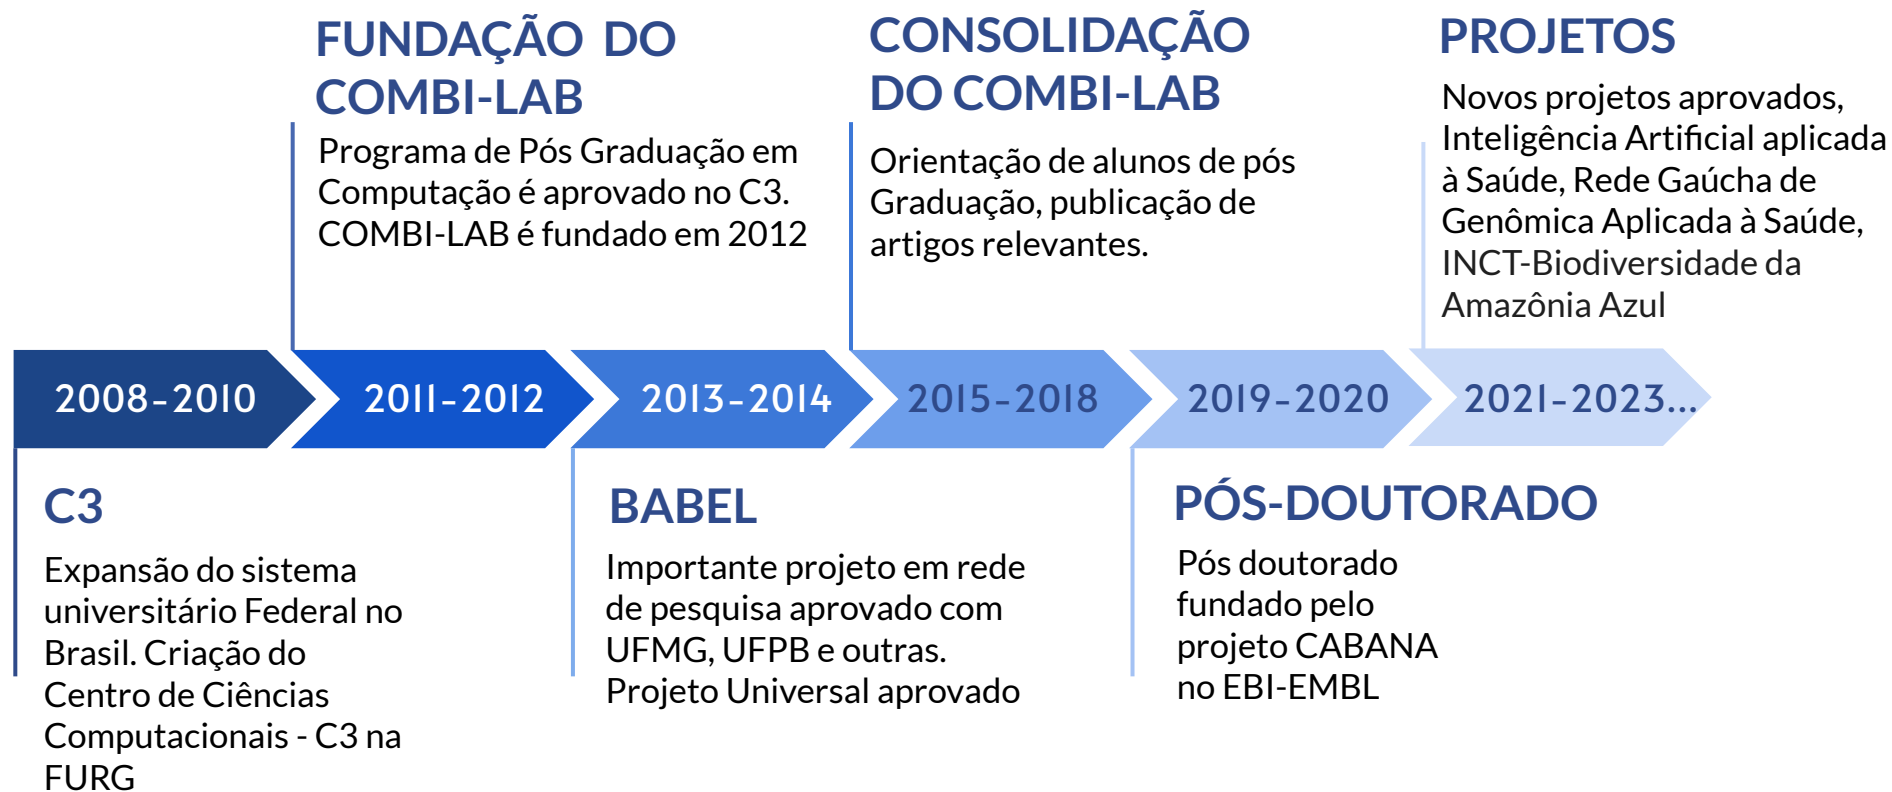 FUNDAÇÃO DO
COMBI-LAB
Programa de Pós Graduação em
Computação é aprovado no C3.
COMBI-LAB é fundado em 2012
CONSOLIDAÇÃO
DO COMBI-LAB
Orientação de alunos de pós
Graduação, publicação de
artigos relevantes.
PROJETOS
Novos projetos aprovados,
Inteligência Artificial aplicada
à Saúde, Rede Gaúcha de
Genômica Aplicada à Saúde,
INCT-Biodiversidade da
Amazônia Azul
2008-2010
2011-2012
2013-2014
2015-2018
2019-2020
2021-2023...
C3
Expansão do sistema
universitário Federal no
Brasil. Criação do
Centro de Ciências
Computacionais - C3 na
FURG
BABEL
Importante projeto em rede
de pesquisa aprovado com
UFMG, UFPB e outras.
Projeto Universal aprovado
PÓS-DOUTORADO
Pós doutorado
fundado pelo
projeto CABANA
no EBI-EMBL